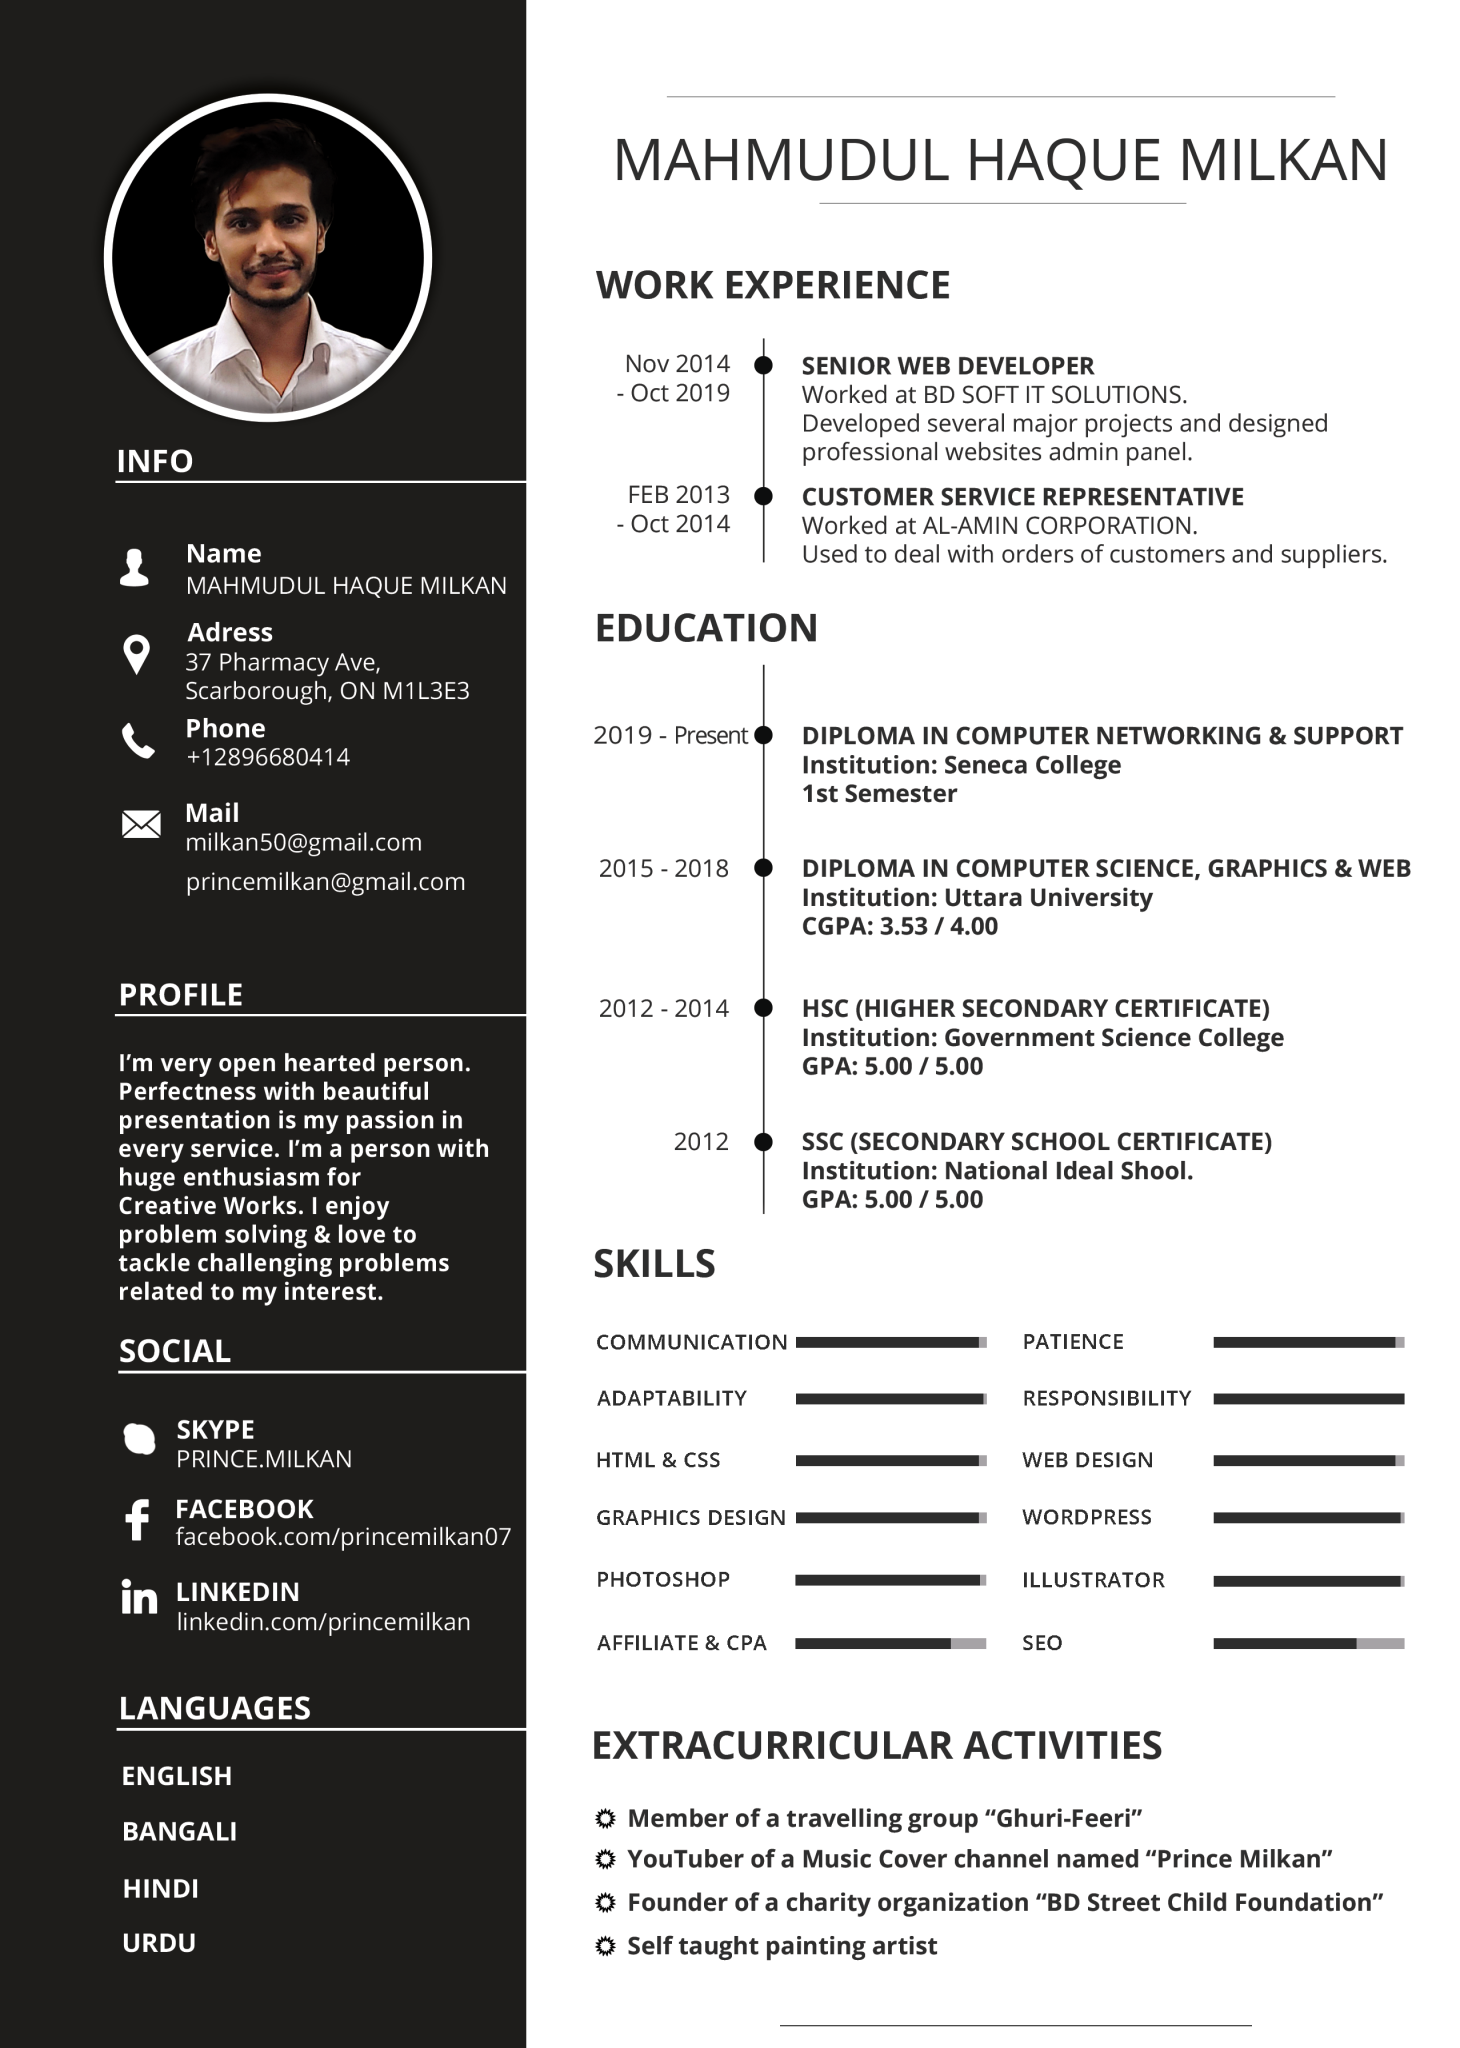 MAHMUDUL HAQUE MILKAN
INFO
Name
MAHMUDUL HAQUE MILKAN
Adress
37 Pharmacy Ave,
Scarborough, ON M1L3E3
Phone
+12896680414
Mail
milkan50@gmail.com
princemilkan@gmail.com
PROFILE
I’m very open hearted person.
Perfectness with beautiful
presentation is my passion in
every service. I’m a person with
huge enthusiasm for
Creative Works. I enjoy
problem solving & love to
tackle challenging problems
related to my interest.
SOCIAL
SKYPE
PRINCE.MILKAN
FACEBOOK
facebook.com/princemilkan07
LINKEDIN
linkedin.com/princemilkan
LANGUAGES
ENGLISH
BANGALI
HINDI
URDU
WORK EXPERIENCE
Nov 2014
- Oct 2019
SENIOR WEB DEVELOPER
Worked at BD SOFT IT SOLUTIONS.
Developed several major projects and designed
professional websites admin panel.
FEB 2013
- Oct 2014
CUSTOMER SERVICE REPRESENTATIVE
Worked at AL-AMIN CORPORATION.
Used to deal with orders of customers and suppliers.
EDUCATION
2019 - Present
DIPLOMA IN COMPUTER NETWORKING & SUPPORT
Institution: Seneca College
1st Semester
2015 - 2018
DIPLOMA IN COMPUTER SCIENCE, GRAPHICS & WEB
Institution: Uttara University
CGPA: 3.53 / 4.00
2012 - 2014
HSC (HIGHER SECONDARY CERTIFICATE)
Institution: Government Science College
GPA: 5.00 / 5.00
2012
SSC (SECONDARY SCHOOL CERTIFICATE)
Institution: National Ideal Shool.
GPA: 5.00 / 5.00
SKILLS
COMMUNICATION
PATIENCE
ADAPTABILITY
RESPONSIBILITY
HTML & CSS
WEB DESIGN
GRAPHICS DESIGN
WORDPRESS
PHOTOSHOP
ILLUSTRATOR
AFFILIATE & CPA
SEO
EXTRACURRICULAR ACTIVITIES
Member of a travelling group “Ghuri-Feeri”
YouTuber of a Music Cover channel named “Prince Milkan”
Founder of a charity organization “BD Street Child Foundation”
Self taught painting artist